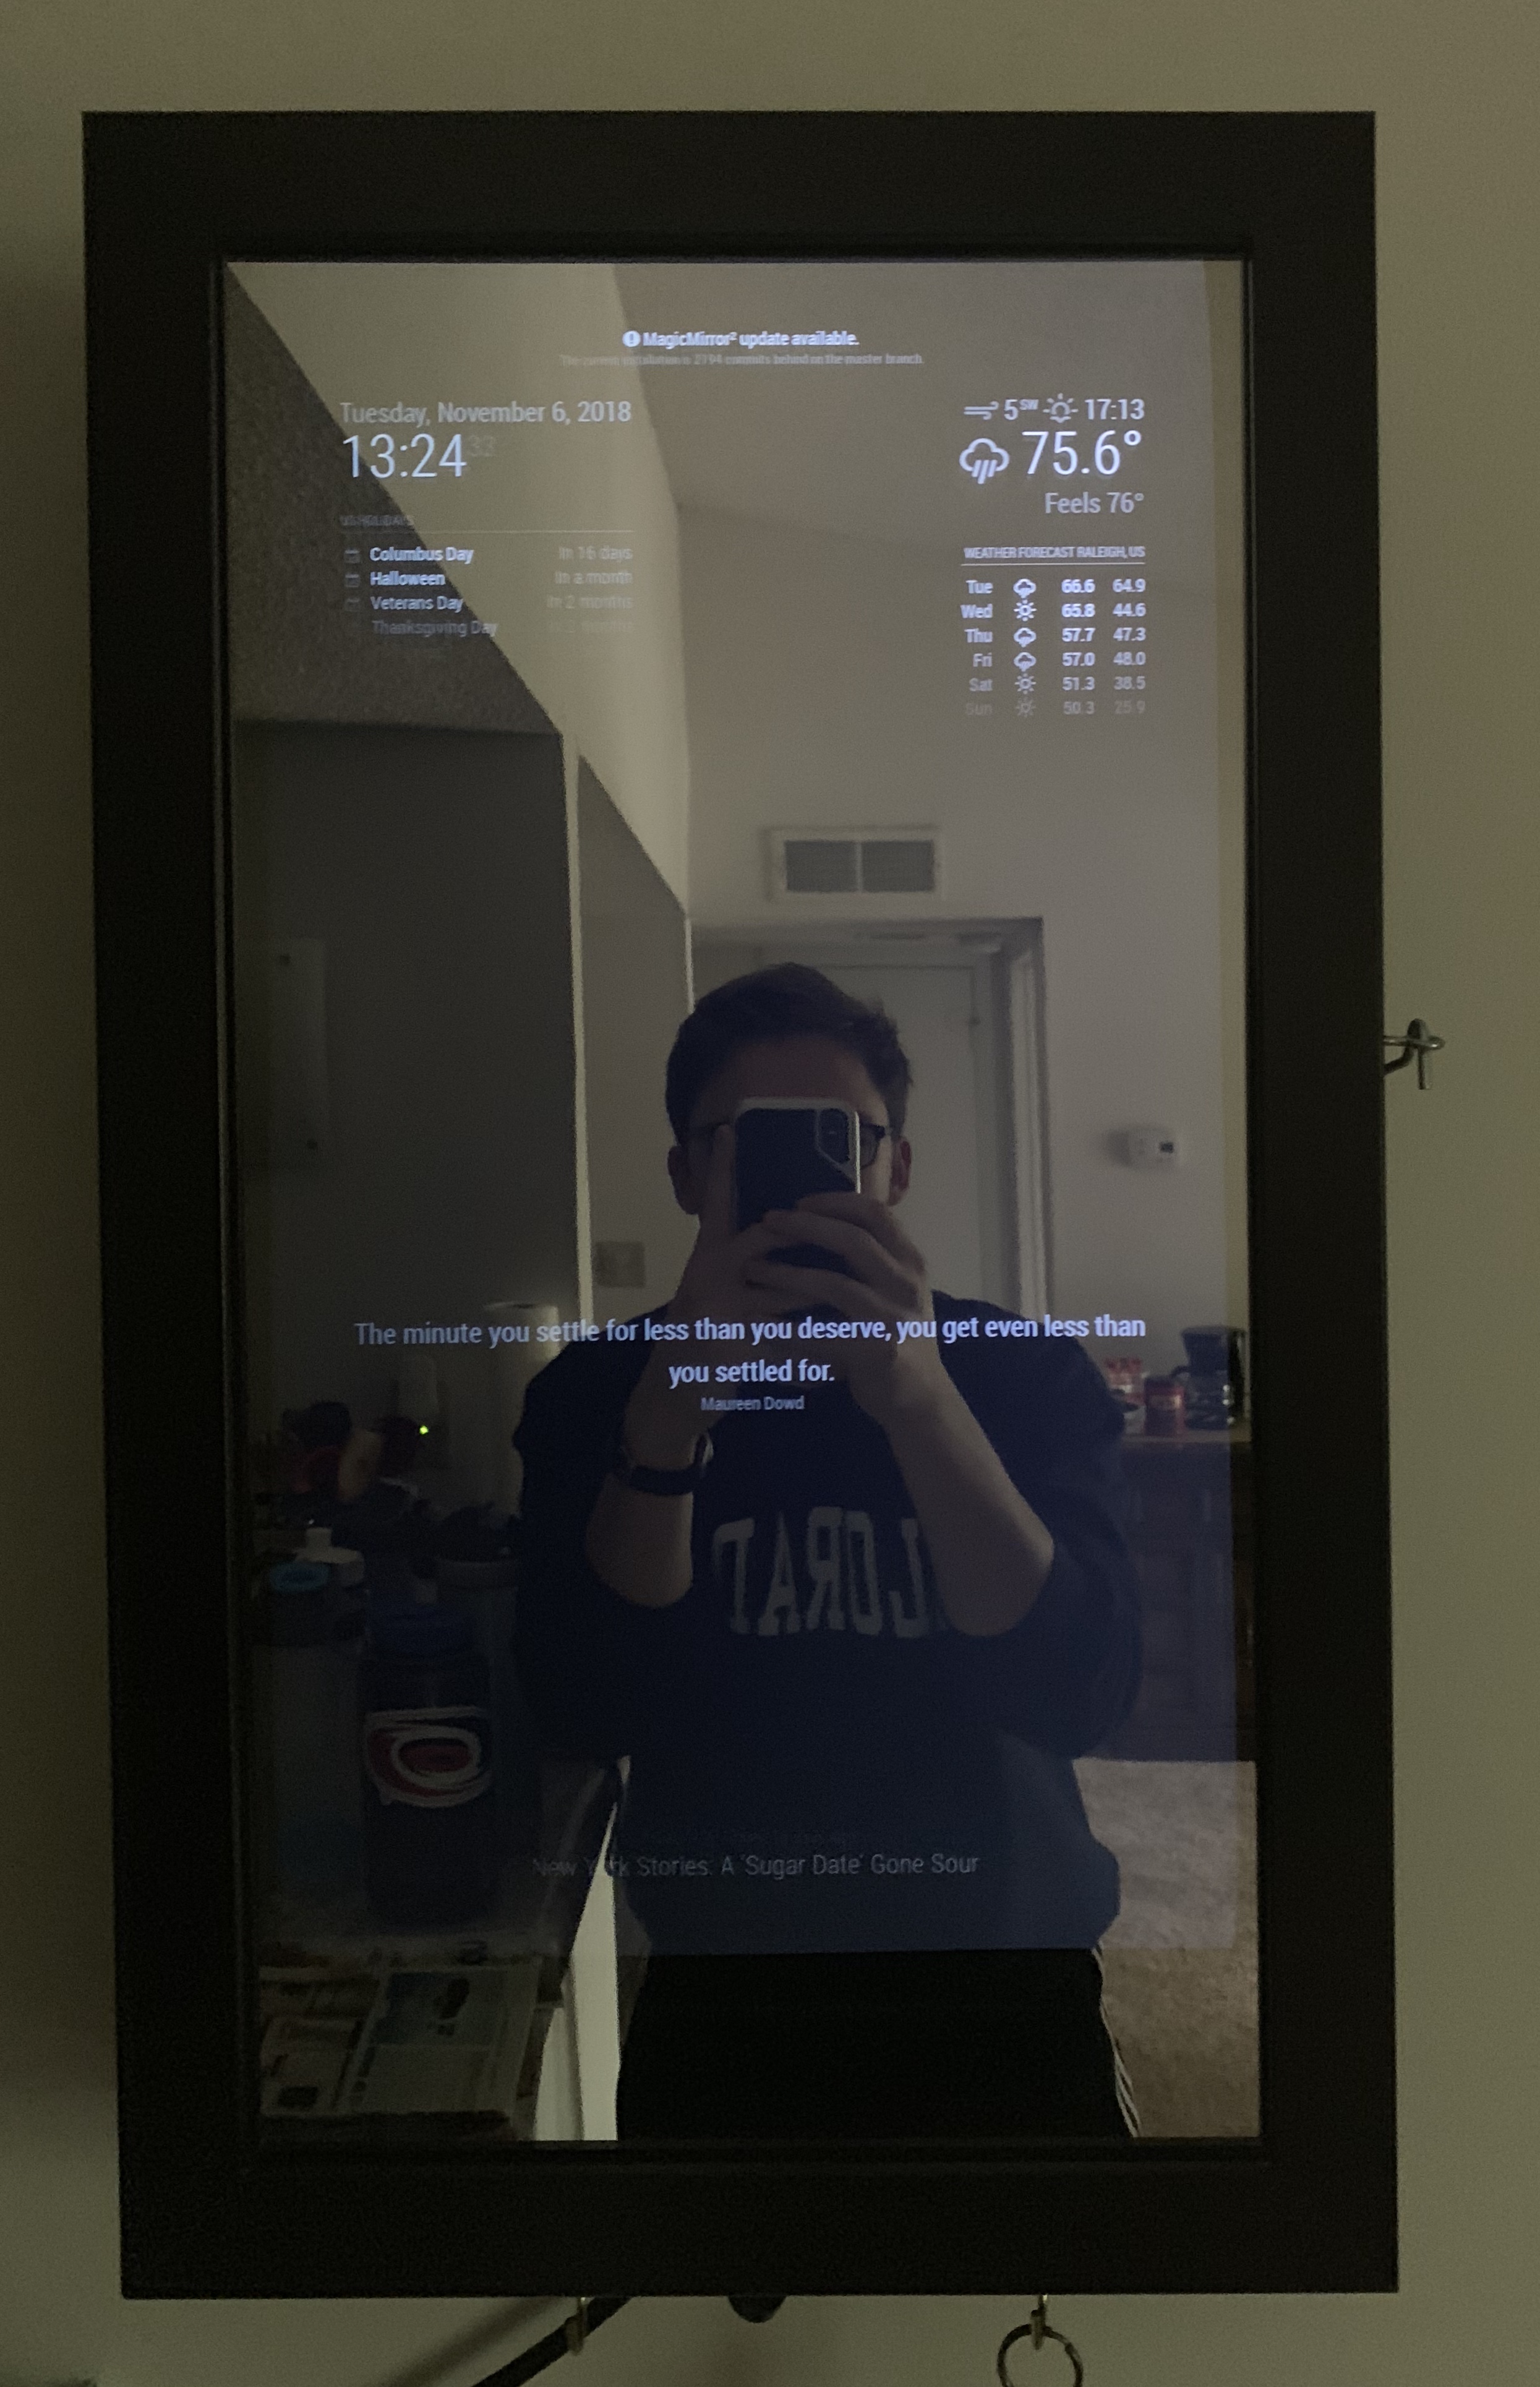 MagicMirror² update available.
The current installation is 2794 commits behind on the master branch.
Tuesday, November 6, 2018
13:24 33
US HOLIDAYS
Columbus Day In 16 days
Halloween In a month
Veterans Day In 2 months
Thanksgiving Day In 2 months
5 SW 17:13
75.6°
Feels 76°
WEATHER FORECAST RALEIGH, US
Tue 66.6 64.9
Wed 65.8 44.6
Thu 57.7 47.3
Fri 57.0 48.0
Sat 51.3 38.5
Sun 50.3 25.9
The minute you settle for less than you deserve, you get even less than
you settled for.
Maureen Dowd
LORAD
New York Stories: A 'Sugar Date' Gone Sour